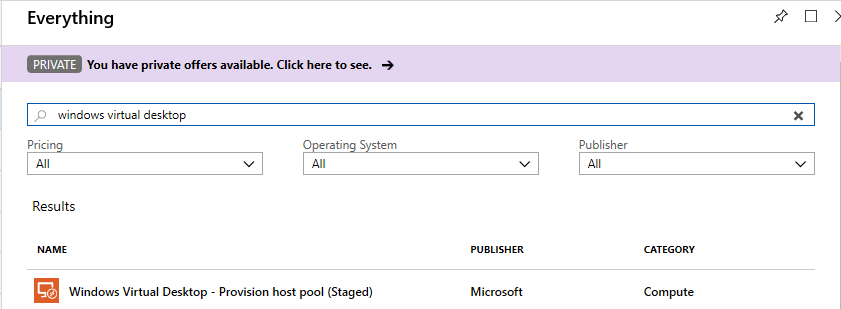 Everything
PRIVATE You have private offers available. Click here to see. →
windows virtual desktop
Pricing Operating System Publisher
All All All
Results
NAME PUBLISHER CATEGORY
Windows Virtual Desktop - Provision host pool (Staged) Microsoft Compute